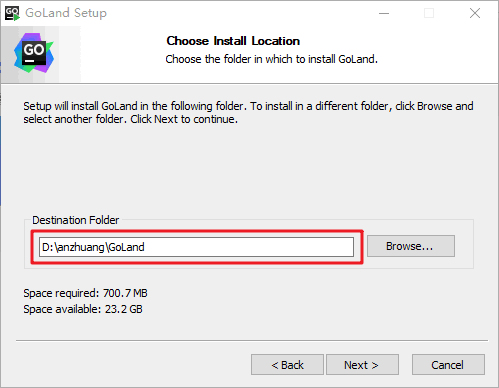 GoLand Setup
GO
Choose Install Location
Choose the folder in which to install GoLand.
Setup will install GoLand in the following folder. To install in a different folder, click Browse and
select another folder. Click Next to continue.
Destination Folder
D:\anzhuang\GoLand
Browse...
Space required: 700.7 MB
Space available: 23.2 GB
< Back
Next >
Cancel